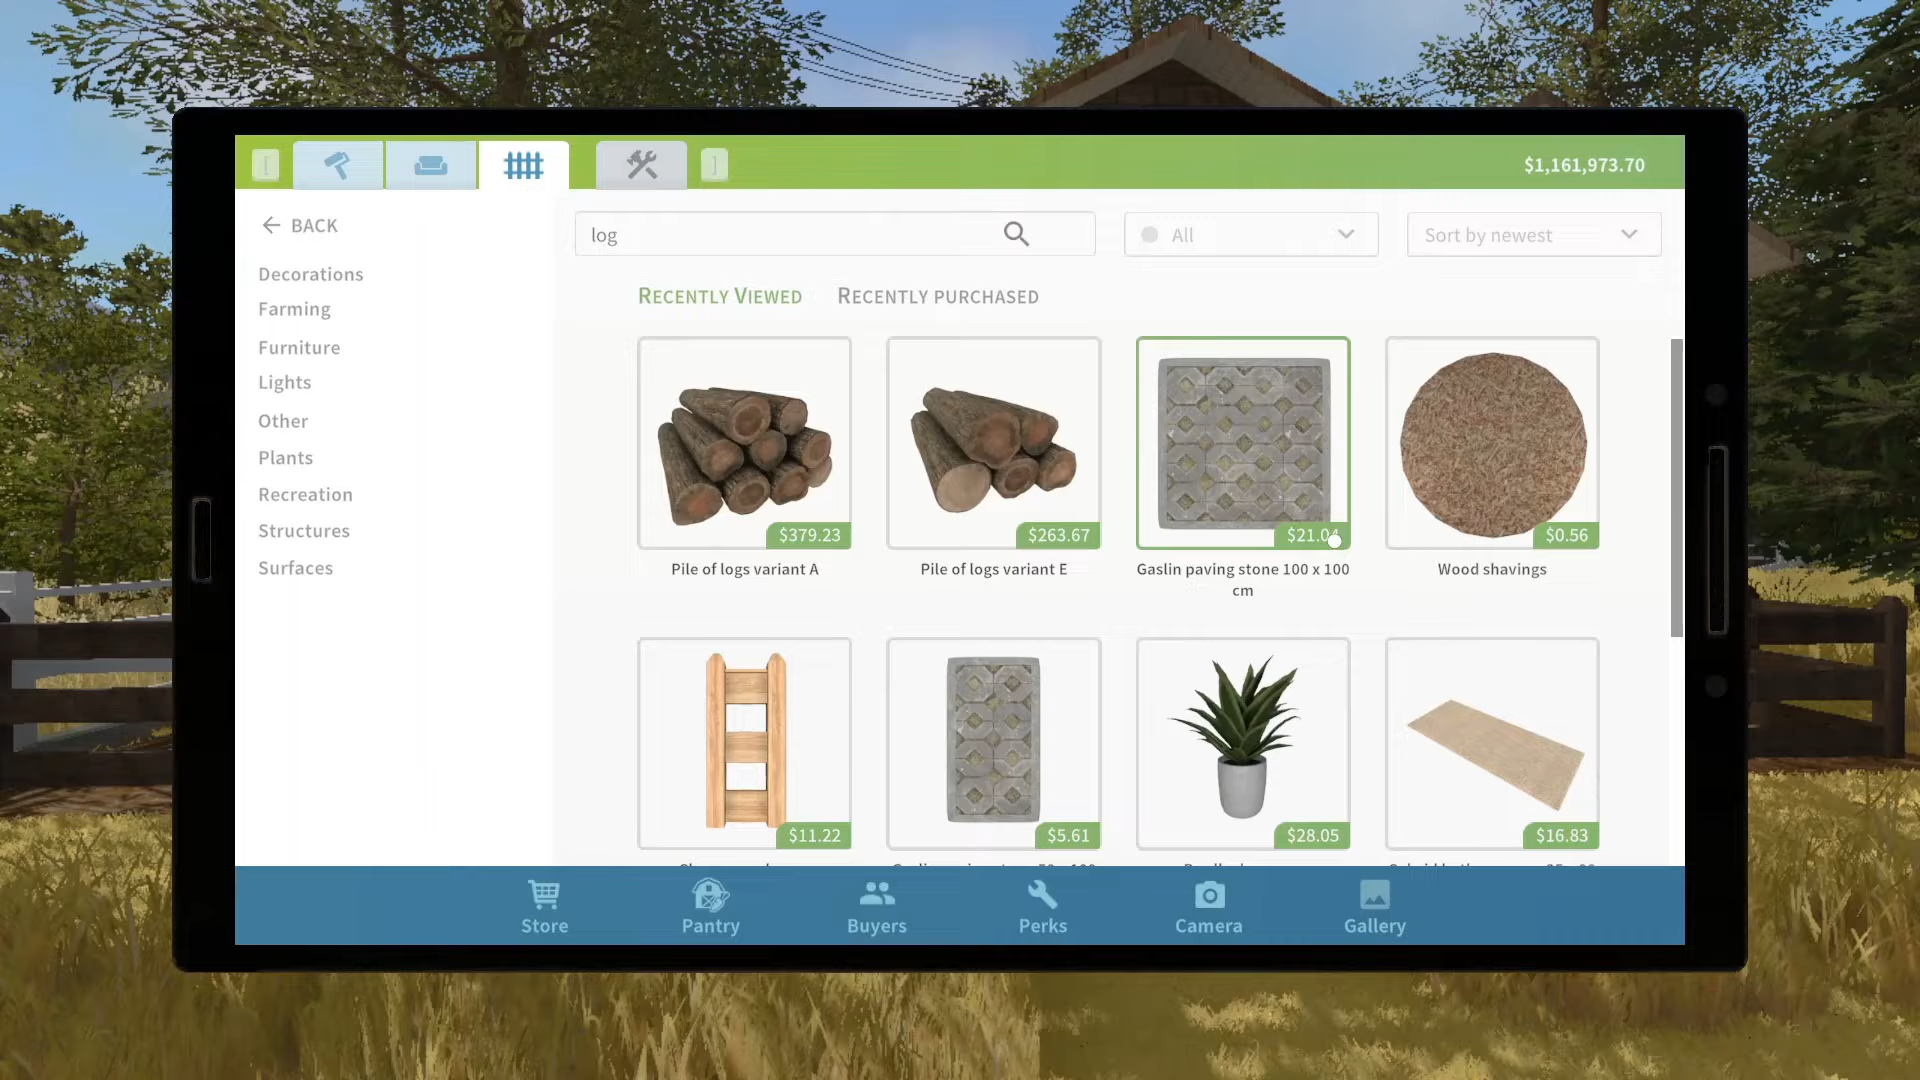 [
]
$1,161,973.70
BACK
log
All
Sort by newest
Decorations
Farming
Furniture
Lights
Other
Plants
Recreation
Structures
Surfaces
RECENTLY VIEWED
RECENTLY PURCHASED
$379.23
$263.67
$21.04
$0.56
Pile of logs variant A
Pile of logs variant E
Gaslin paving stone 100 x 100
cm
Wood shavings
$11.22
$5.61
$28.05
$16.83
Store
Pantry
Buyers
Perks
Camera
Gallery